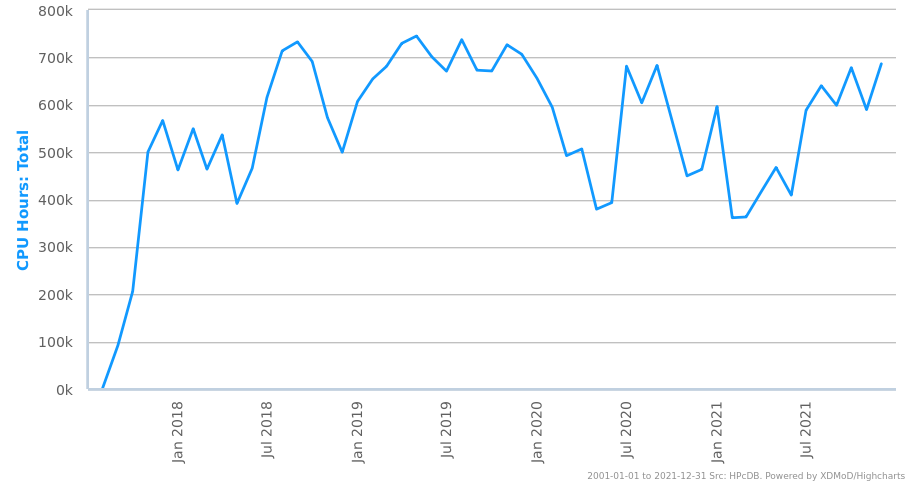 CPU Hours: Total
800k
700k
600k
500k
400k
300k
200k
100k
0k
Jan 2018
Jul 2018
Jan 2019
Jul 2019
Jan 2020
Jul 2020
Jan 2021
Jul 2021
2001-01-01 to 2021-12-31 Src: HPcDB. Powered by XDMoD/Highcharts